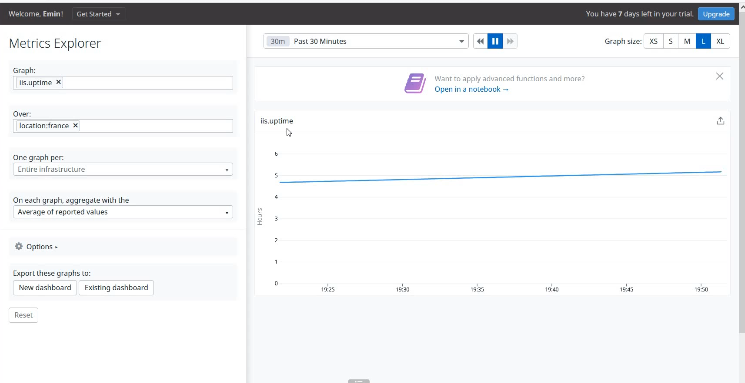 Welcome, Emin!
Get Started
You have 7 days left in your trial.
Upgrade
Metrics Explorer
30m Past 30 Minutes
Graph size: XS S M L XL
Graph:
iis.uptime ×
Over:
location:france ×
One graph per:
Entire infrastructure
On each graph, aggregate with the
Average of reported values
Options
Export these graphs to:
New dashboard
Existing dashboard
Reset
Want to apply advanced functions and more?
Open in a notebook →
iis.uptime
Hours
6
5
4
3
2
1
0
19:25 19:30 19:35 19:40 19:45 19:50